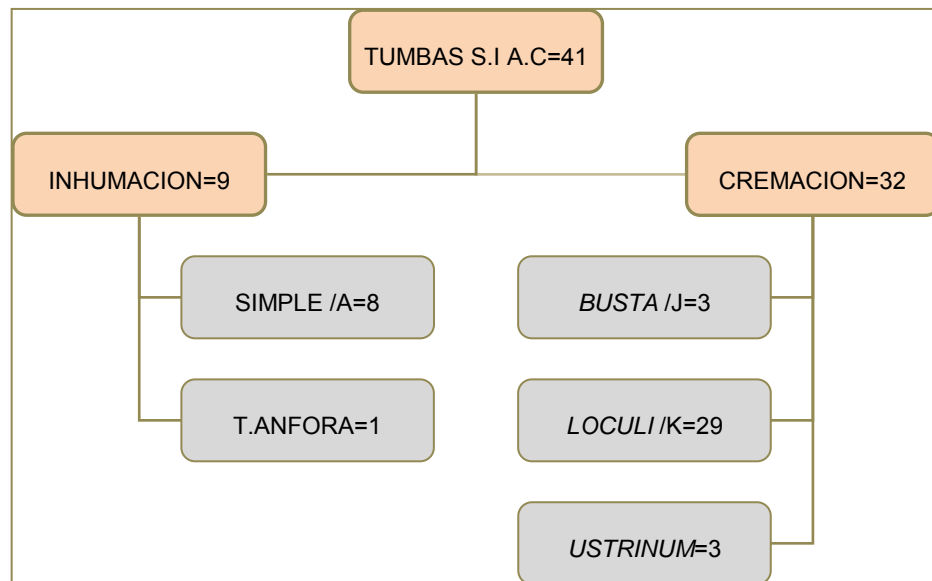 TUMBAS S.I A.C=41
INHUMACION=9
CREMACION=32
SIMPLE /A=8
BUSTA /J=3
T.ANFORA=1
LOCULI /K=29
USTRINUM=3